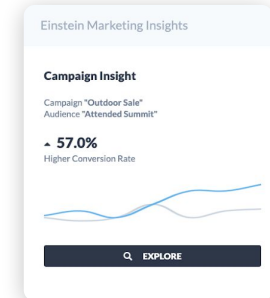 Einstein Marketing Insights
Campaign Insight
Campaign "Outdoor Sale"
Audience "Attended Summit"
57.0%
Higher Conversion Rate
EXPLORE